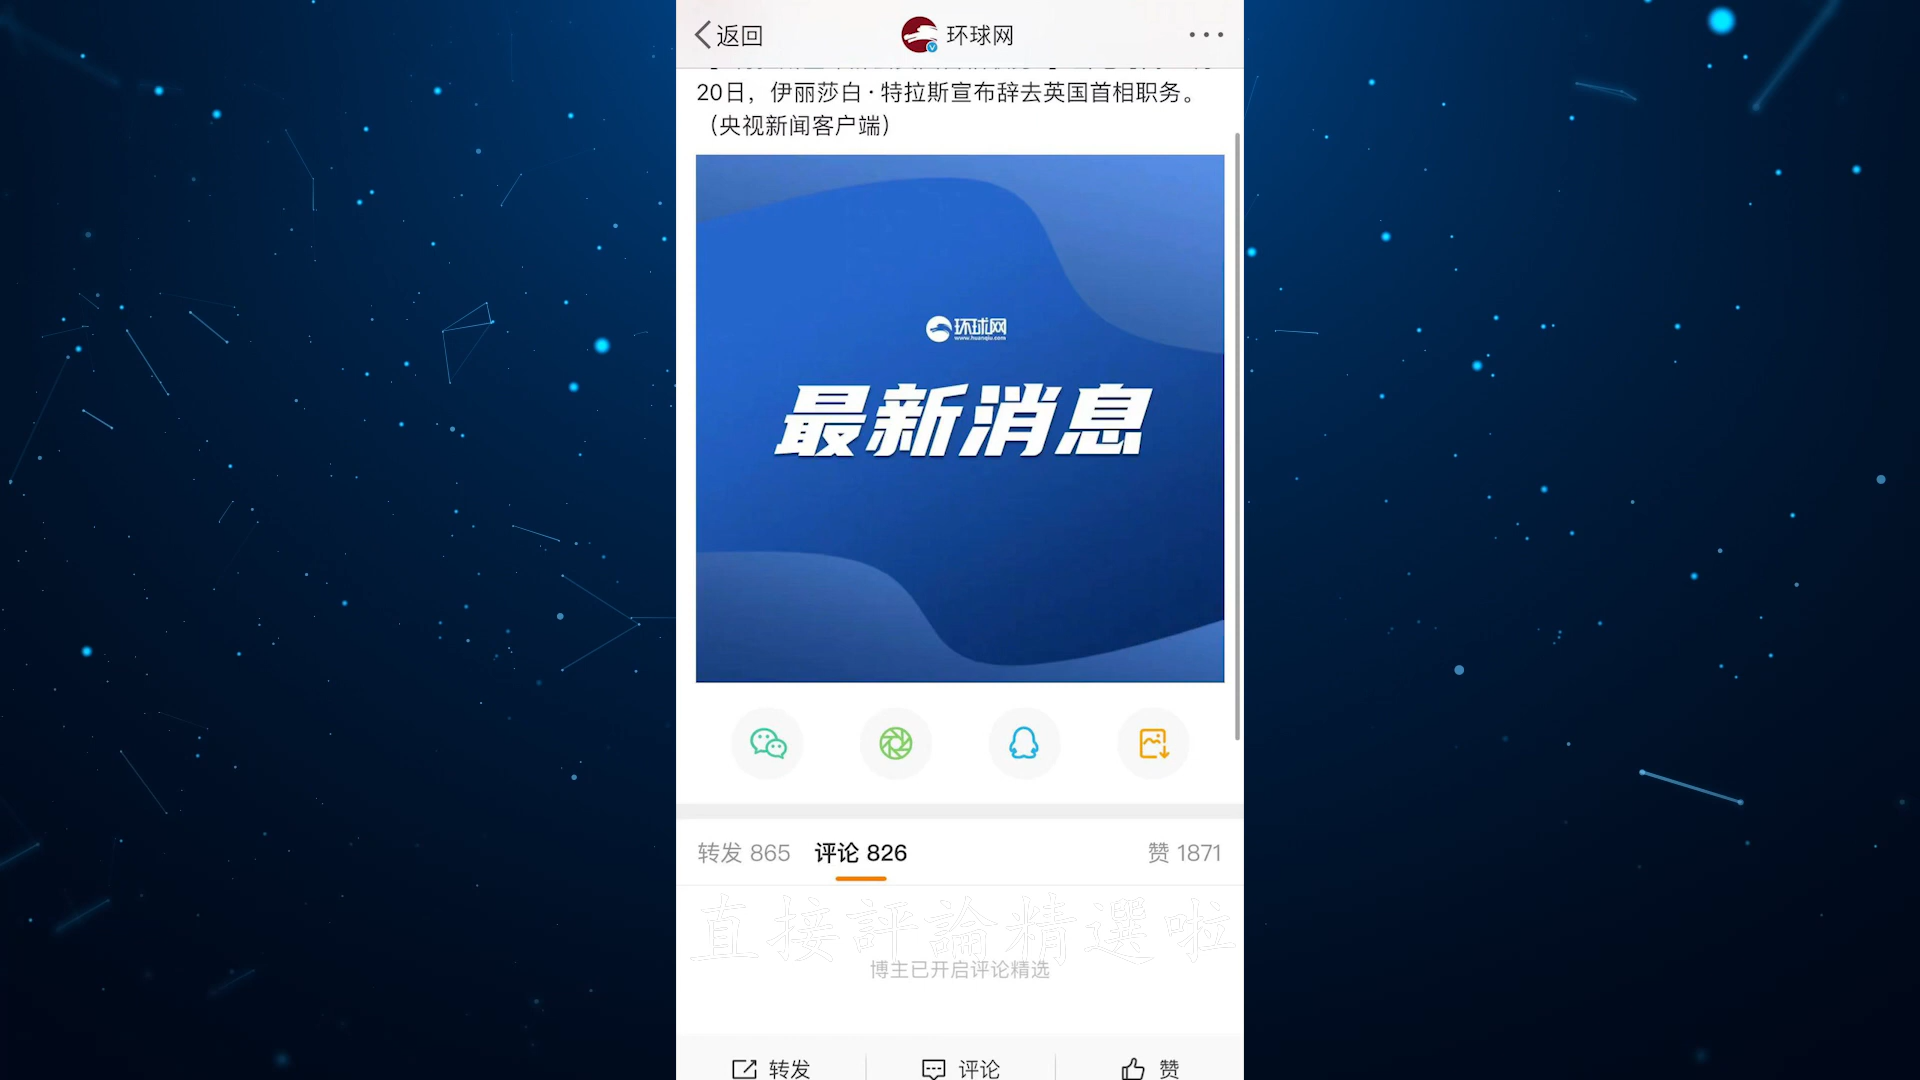 返回
环球网
20日，伊丽莎白·特拉斯宣布辞去英国首相职务。
（央视新闻客户端）
环球网
www.huanqiu.com
最新消息
转发 865 评论 826 赞 1871
直接評論精選啦
博主已开启评论精选
转发 评论 赞